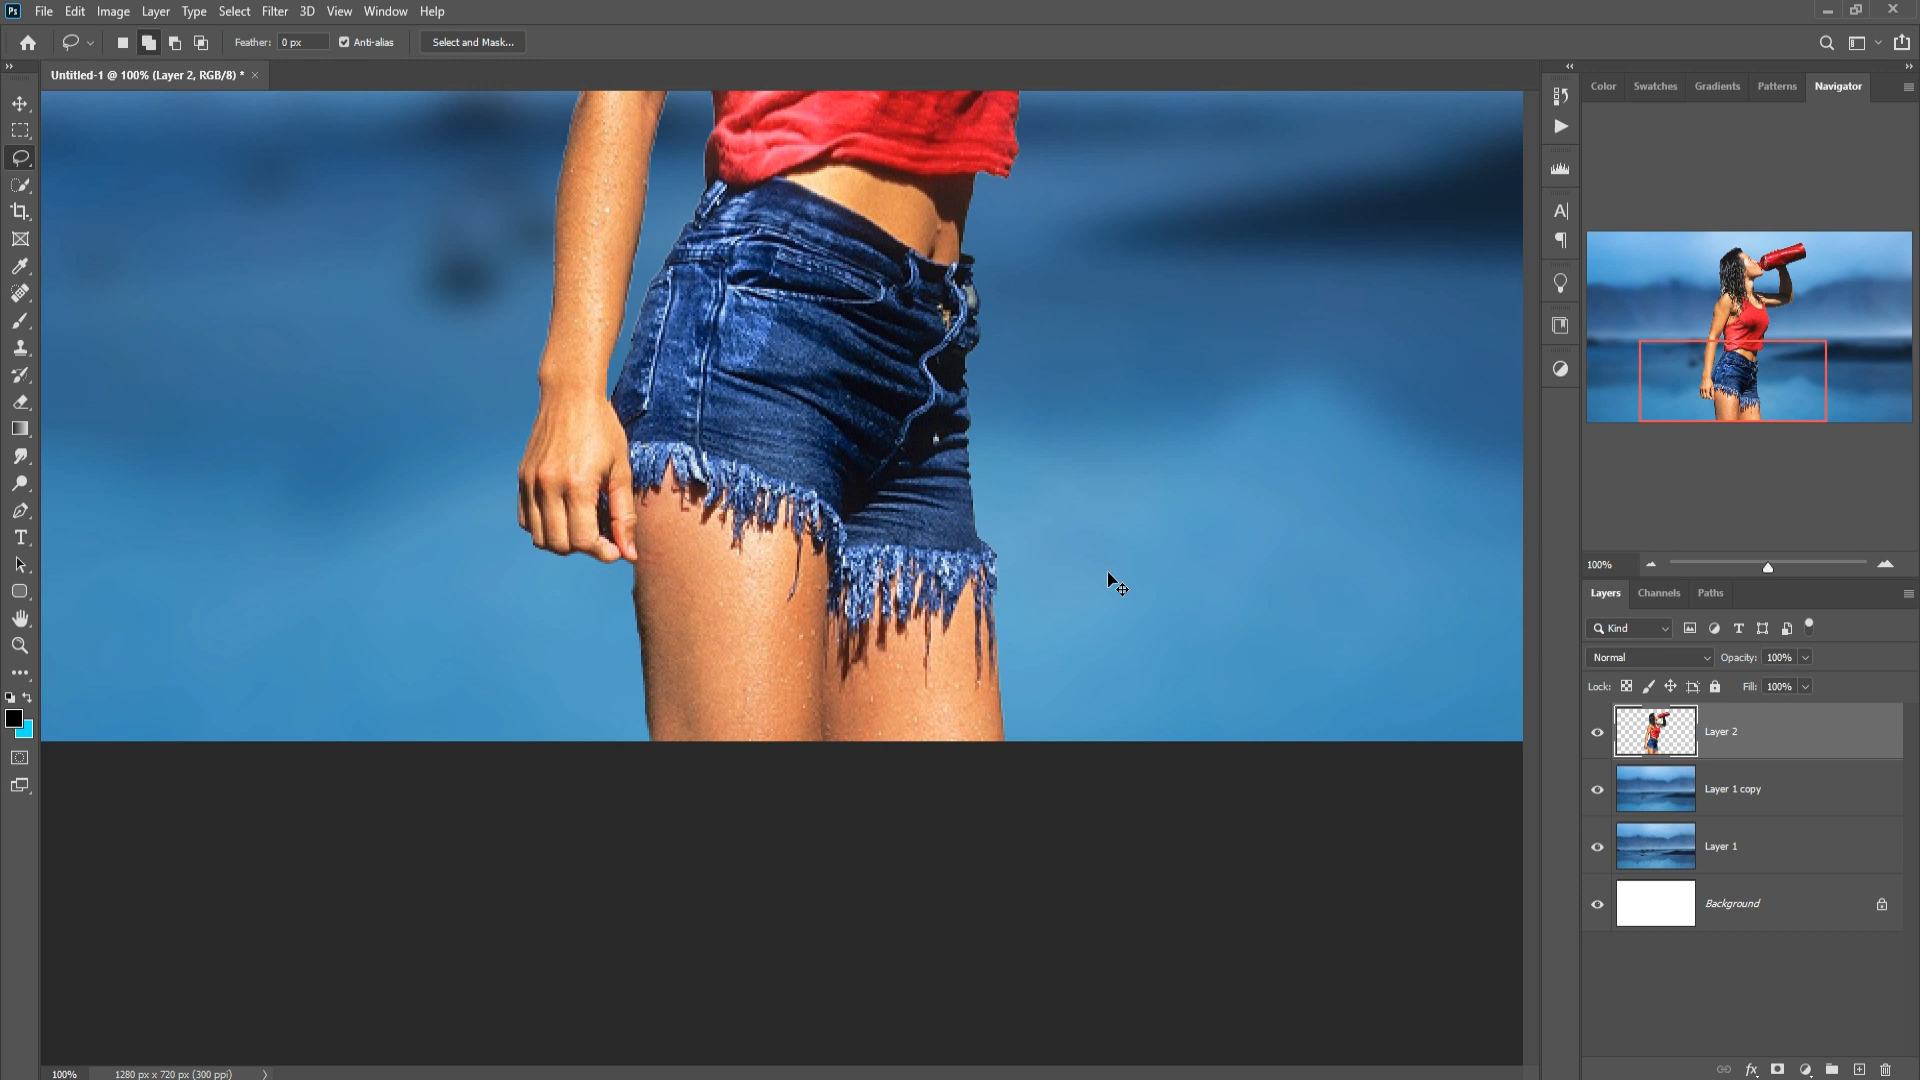 Ps File Edit Image Layer Type Select Filter 3D View Window Help
Feather: 0 px Anti-alias Select and Mask...
Untitled-1 @ 100% (Layer 2, RGB/8) *
Color Swatches Gradients Patterns Navigator
100%
Layers Channels Paths
Kind
Normal Opacity: 100%
Lock: Fill: 100%
Layer 2
Layer 1 copy
Layer 1
Background
100% 1280 px x 720 px (300 ppi)